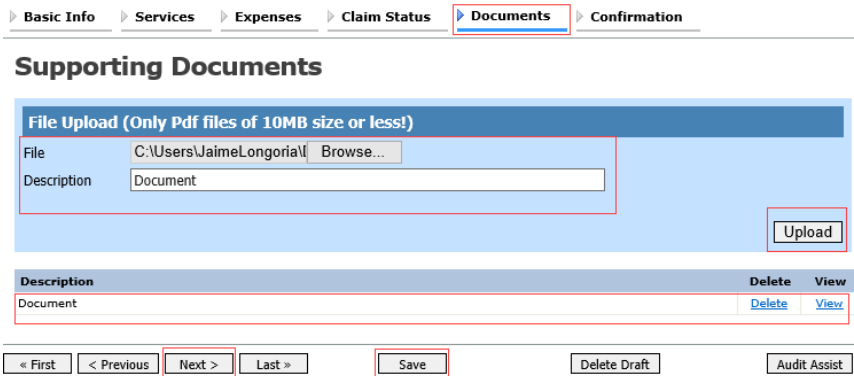 Basic Info Services Expenses Claim Status Documents Confirmation
Supporting Documents
File Upload (Only Pdf files of 10MB size or less!)
File C:\Users\JaimeLongoria\ Browse...
Description Document
Upload
Description Delete View
Document Delete View
« First < Previous Next > Last » Save Delete Draft Audit Assist